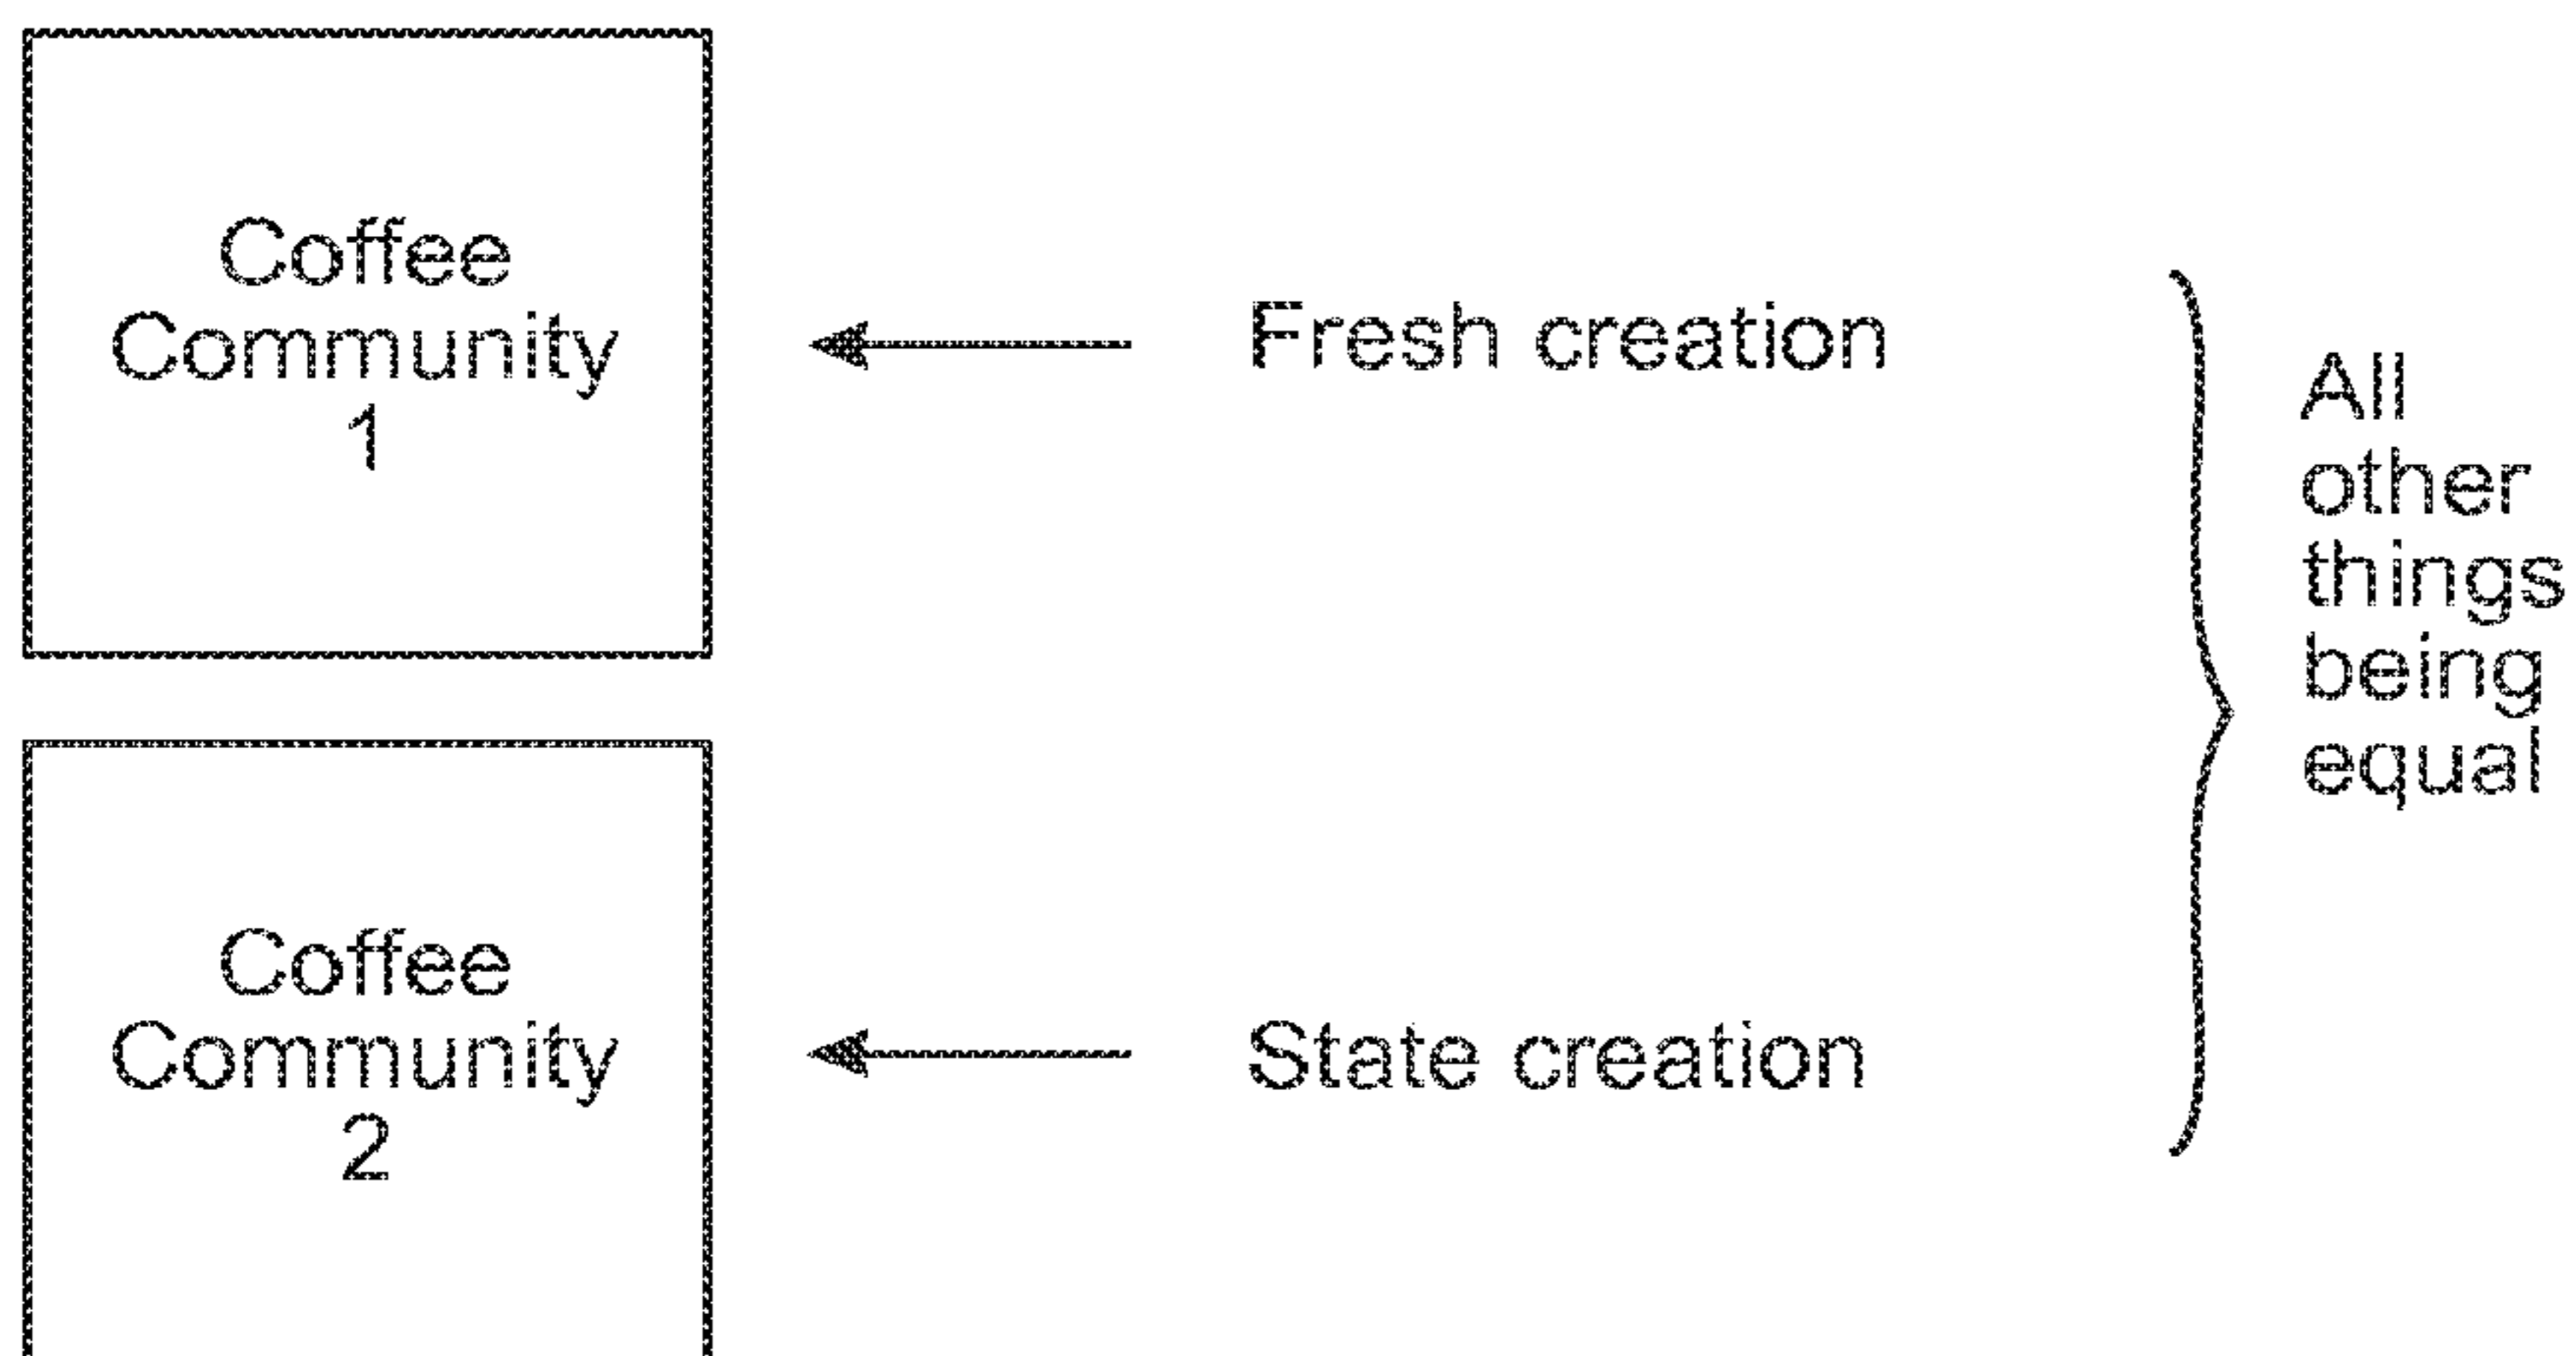 Coffee
Community
1
Fresh creation
All
other
things
being
equal
Coffee
Community
2
State creation